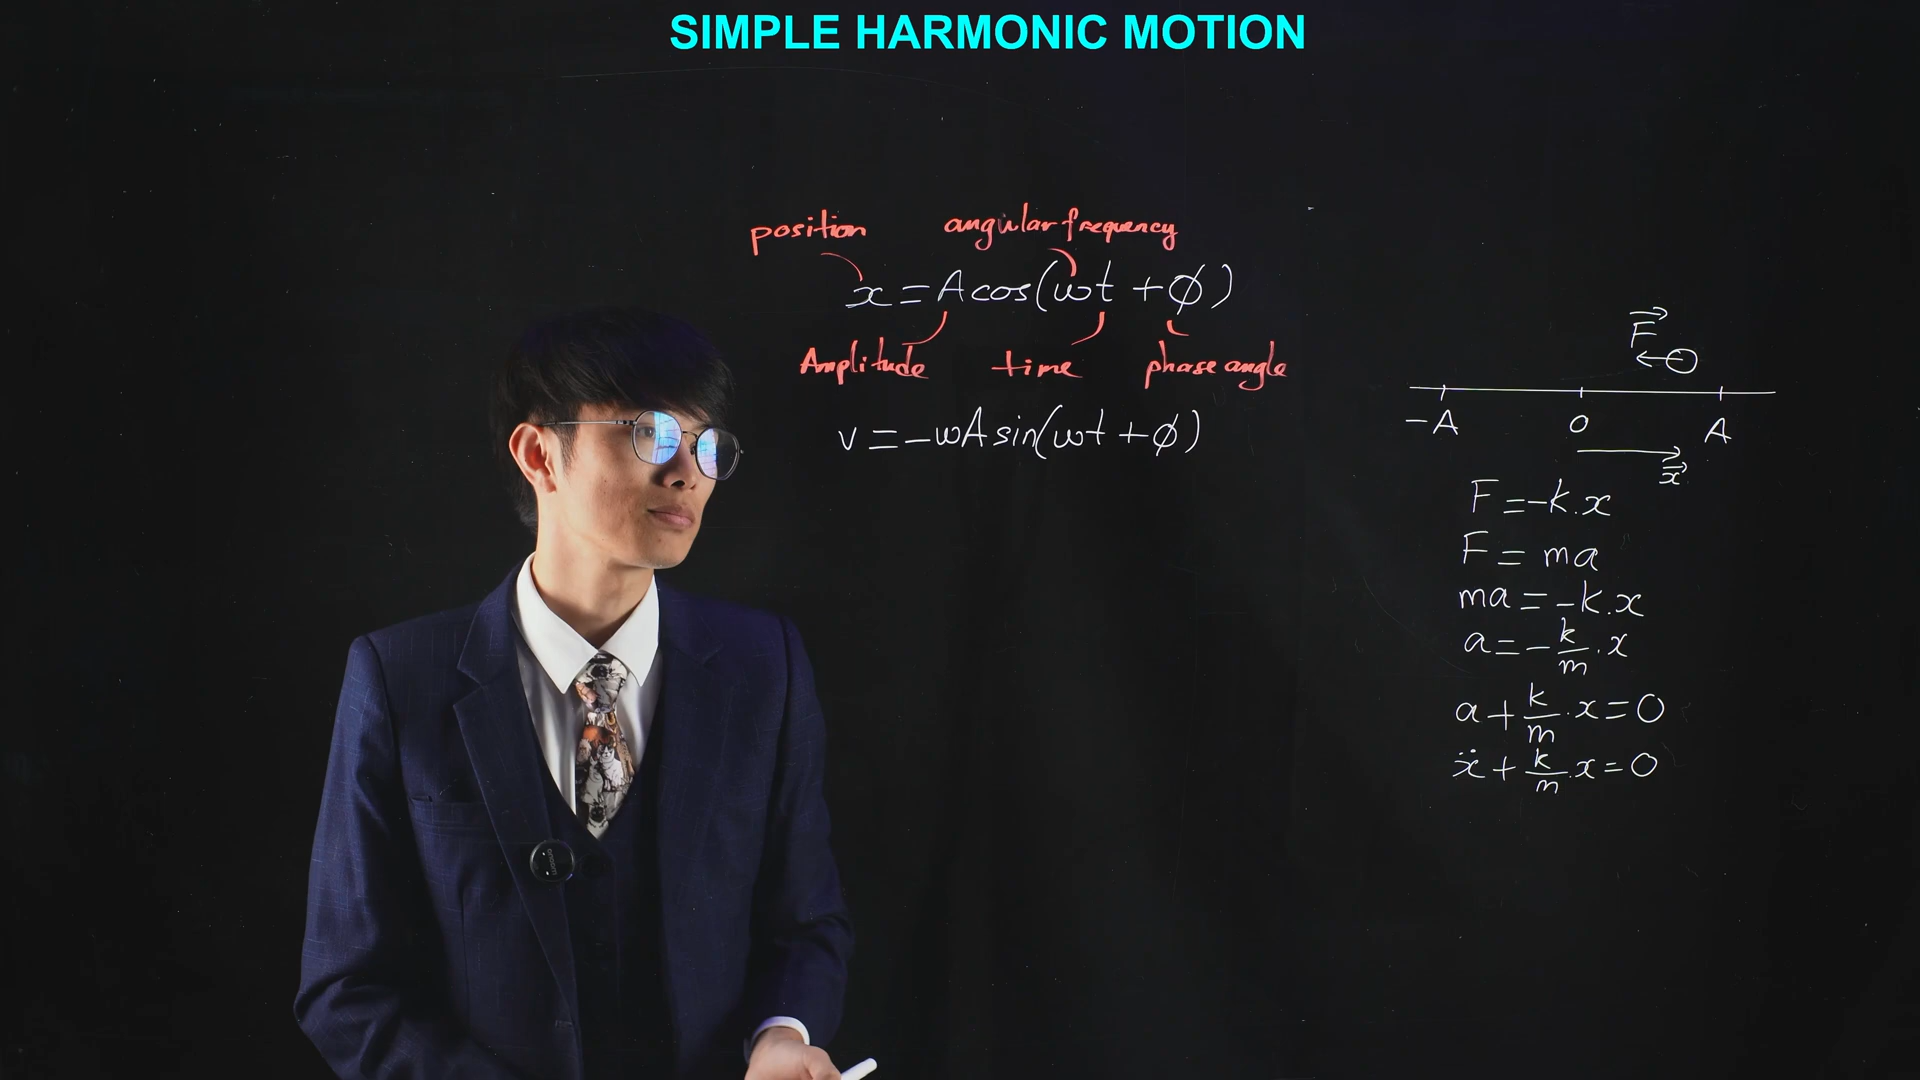 SIMPLE HARMONIC MOTION
position angular frequency
x = A cos(ωt + ϕ)
Amplitude time phase angle
v = -ωA sin(ωt + ϕ)
F⃗
-A O A
x⃗
F = -k.x
F = ma
ma = -k.x
a = -k/m .x
a + k/m .x = 0
ẍ + k/m .x = 0